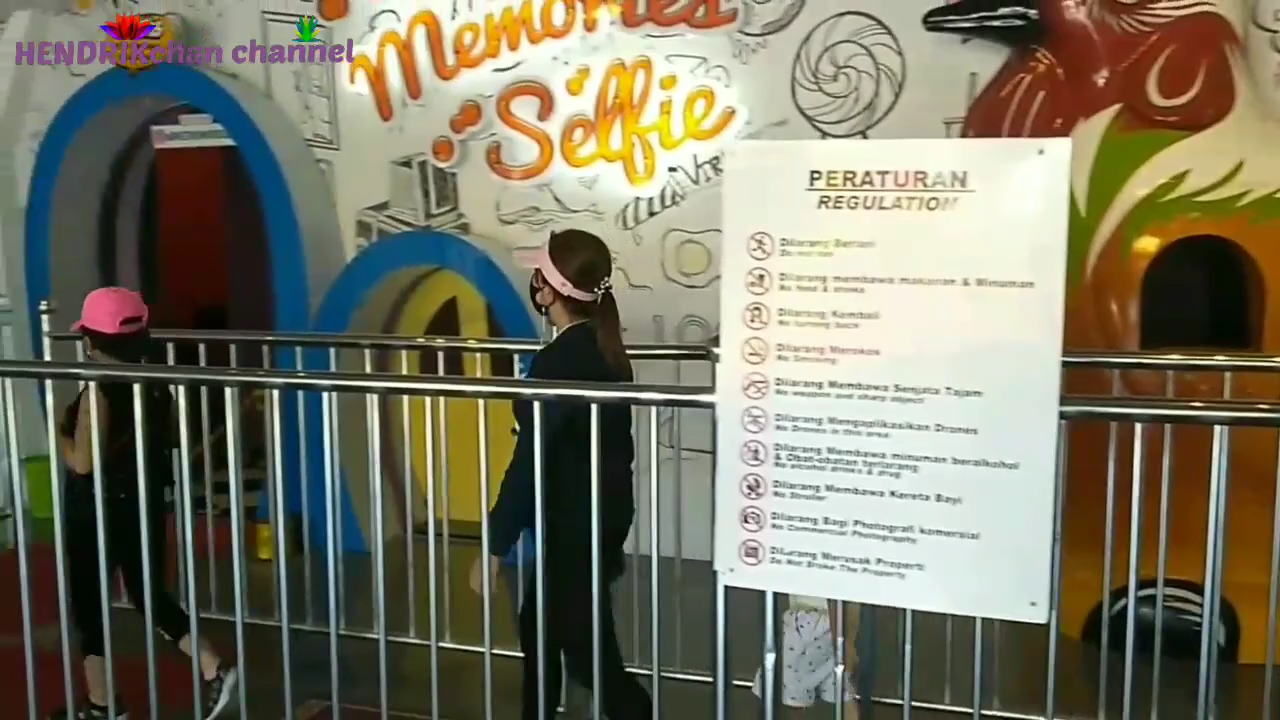 HENDRIKchan channel
Memories
Selfie
PERATURAN
REGULATION
Dilarang Berlari
Do not run
Dilarang membawa makanan & Minuman
No food & drinks
Dilarang Kembali
No turning back
Dilarang Merokok
No Smoking
Dilarang Membawa Senjata Tajam
No weapon and sharp object
Dilarang Mengaplikasikan Drones
No Drones in this area
Dilarang Membawa minuman beralkohol
& Obat-obatan terlarang
No alcohol drinks & drug
Dilarang Membawa Kereta Bayi
No Stroller
Dilarang Bagi Photografi komersial
No Commercial Photography
Dilarang Merusak Properti
Do Not Broke The Property